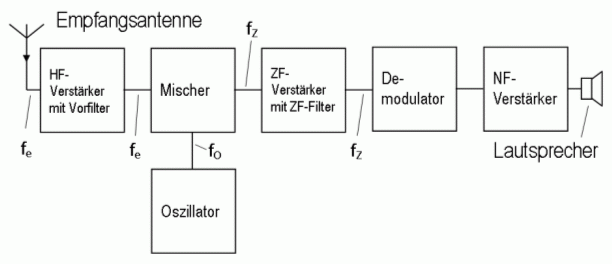 Empfangsantenne
HF-
Verstärker
mit Vorfilter
Mischer
ZF-
Verstärker
mit ZF-Filter
De-
modulator
NF-
Verstärker
fe
fe
fO
fZ
fZ
Lautsprecher
Oszillator